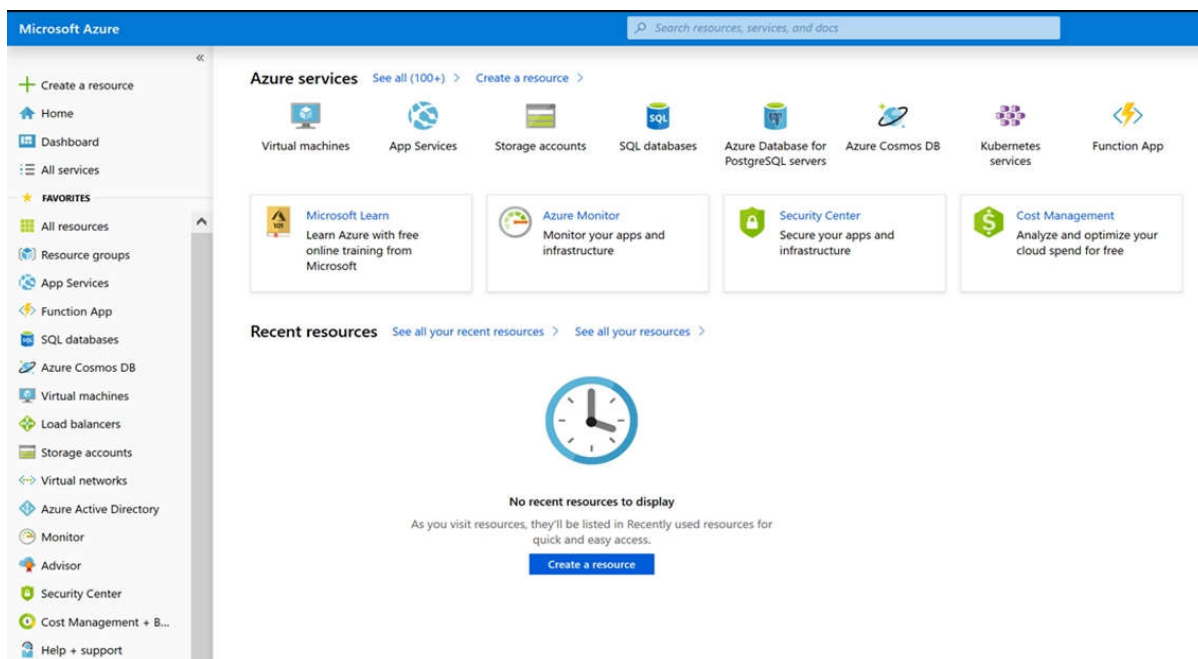 Microsoft Azure
Search resources, services, and docs
«
Create a resource
Home
Dashboard
All services
FAVORITES
All resources
Resource groups
App Services
Function App
SQL databases
Azure Cosmos DB
Virtual machines
Load balancers
Storage accounts
Virtual networks
Azure Active Directory
Monitor
Advisor
Security Center
Cost Management + B...
Help + support
Azure services See all (100+) > Create a resource >
Virtual machines
App Services
Storage accounts
SQL
SQL databases
Azure Database for
PostgreSQL servers
Azure Cosmos DB
Kubernetes
services
Function App
101
Microsoft Learn
Learn Azure with free
online training from
Microsoft
Azure Monitor
Monitor your apps and
infrastructure
Security Center
Secure your apps and
infrastructure
$
Cost Management
Analyze and optimize your
cloud spend for free
Recent resources See all your recent resources > See all your resources >
No recent resources to display
As you visit resources, they'll be listed in Recently used resources for
quick and easy access.
Create a resource